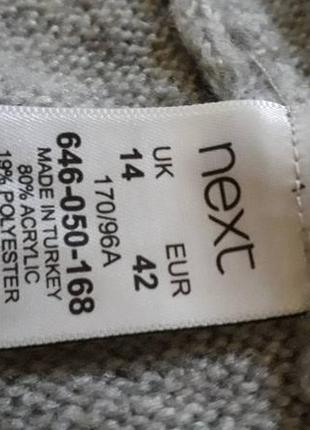 next
UK EUR
14 42
170/96A
646-050-168
MADE IN TURKEY
80% ACRYLIC
19% POLYESTER